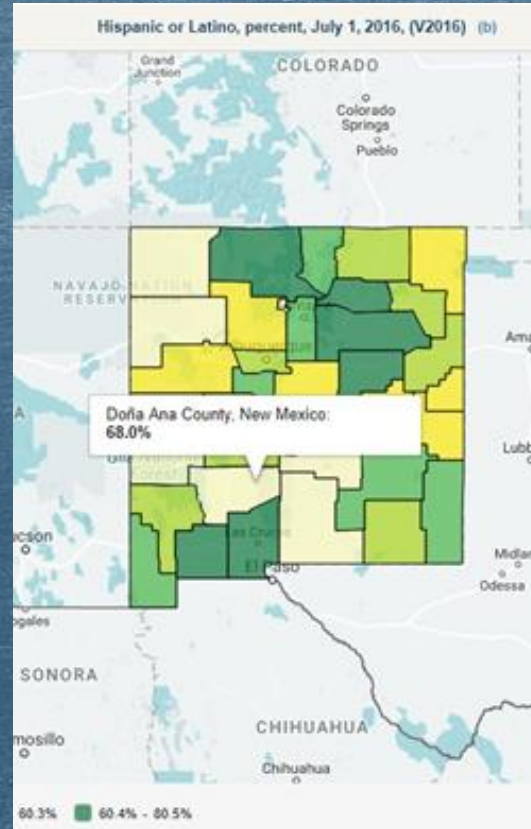 Hispanic or Latino, percent, July 1, 2016, (V2016) (b)
Grand
Junction
COLORADO
Colorado
Springs
Pueblo
NAVAJO NATION
RESERVATION
Doña Ana County, New Mexico:
68.0%
Las Cruces
El Paso
Odessa
SONORA
CHIHUAHUA
Chihuahua
60.3% 60.4% - 80.5%